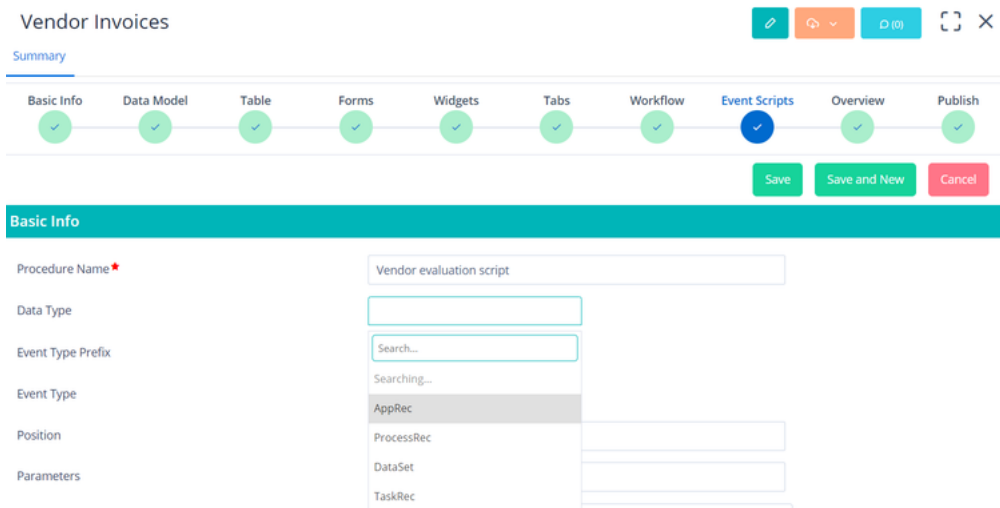 Vendor Invoices
(0)
Summary
Basic Info Data Model Table Forms Widgets Tabs Workflow Event Scripts Overview Publish
Save Save and New Cancel
Basic Info
Procedure Name* Vendor evaluation script
Data Type
Search...
Event Type Prefix
Searching...
Event Type
AppRec
Position
ProcessRec
DataSet
Parameters
TaskRec